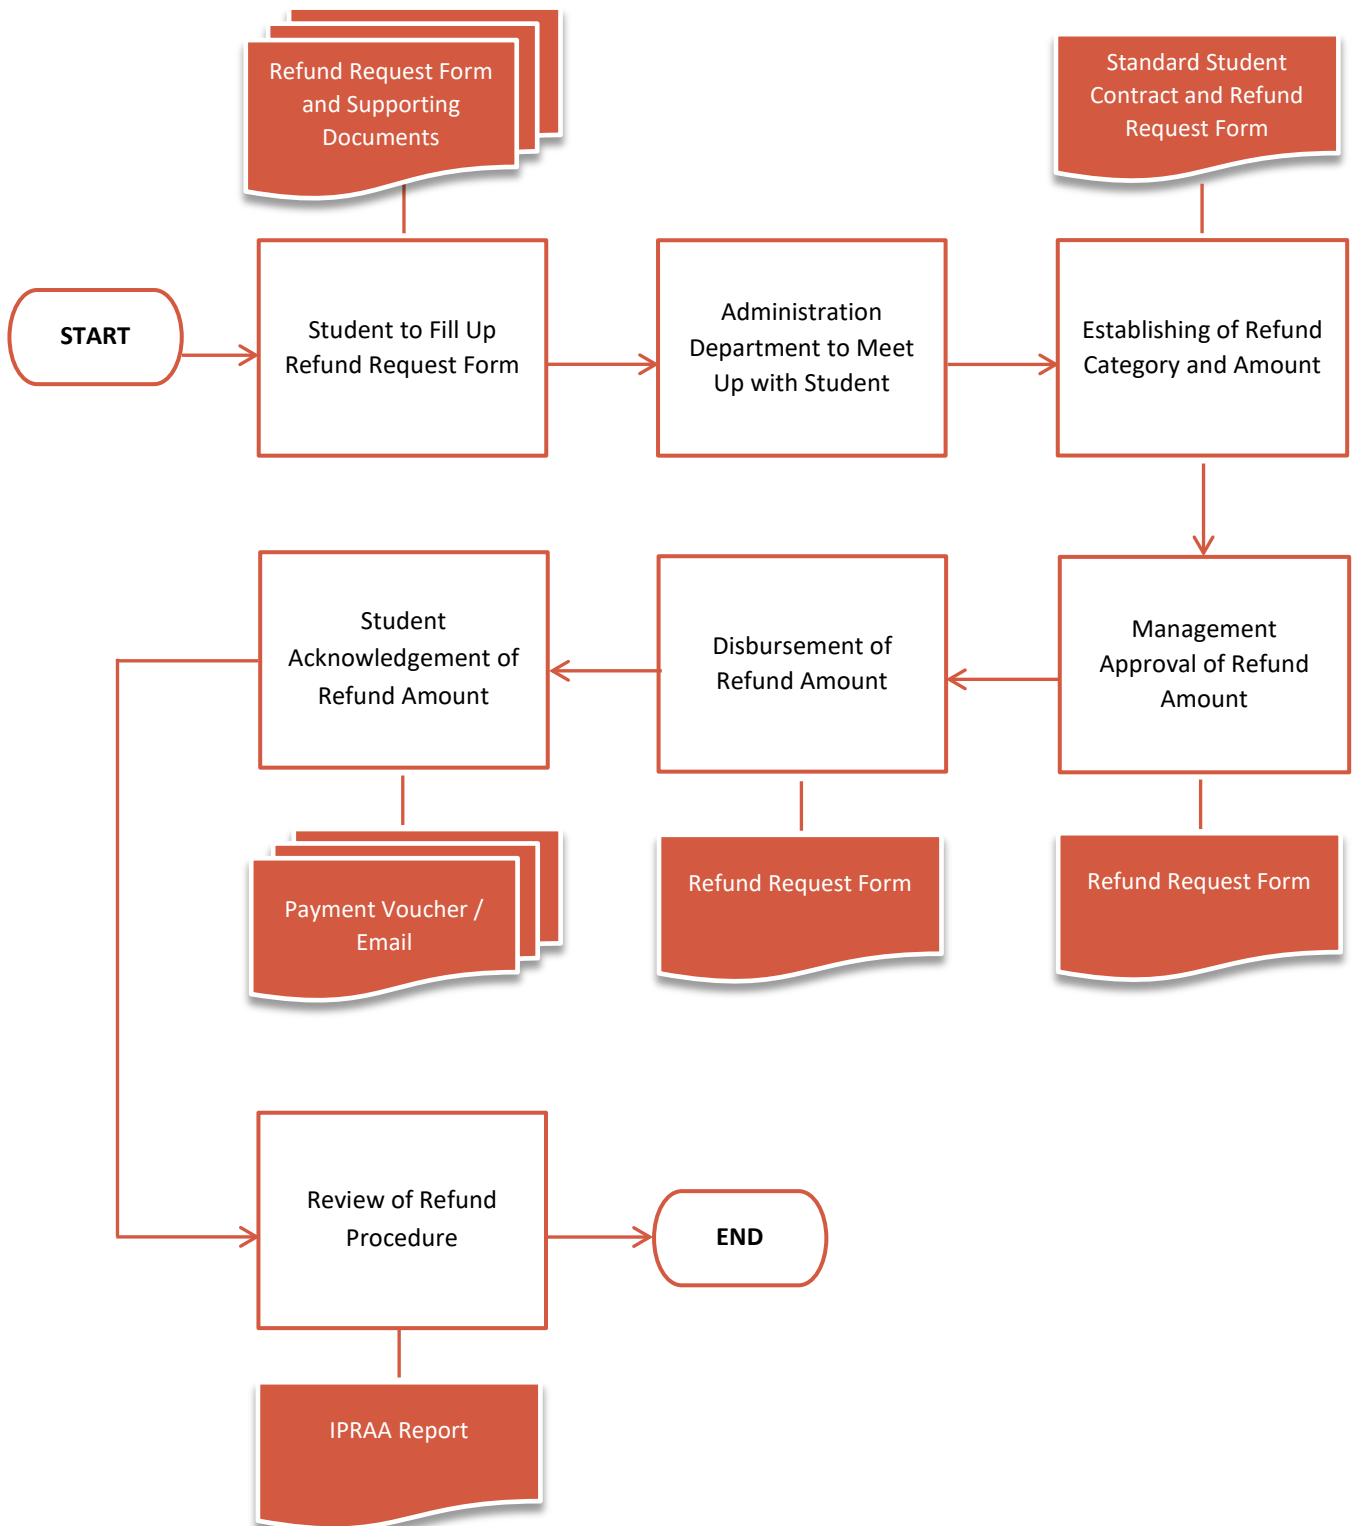 Refund Request Form
and Supporting
Documents
Standard Student
Contract and Refund
Request Form
START
Student to Fill Up
Refund Request Form
Administration
Department to Meet
Up with Student
Establishing of Refund
Category and Amount
Student
Acknowledgement of
Refund Amount
Disbursement of
Refund Amount
Management
Approval of Refund
Amount
Payment Voucher /
Email
Refund Request Form
Refund Request Form
Review of Refund
Procedure
END
IPRAA Report